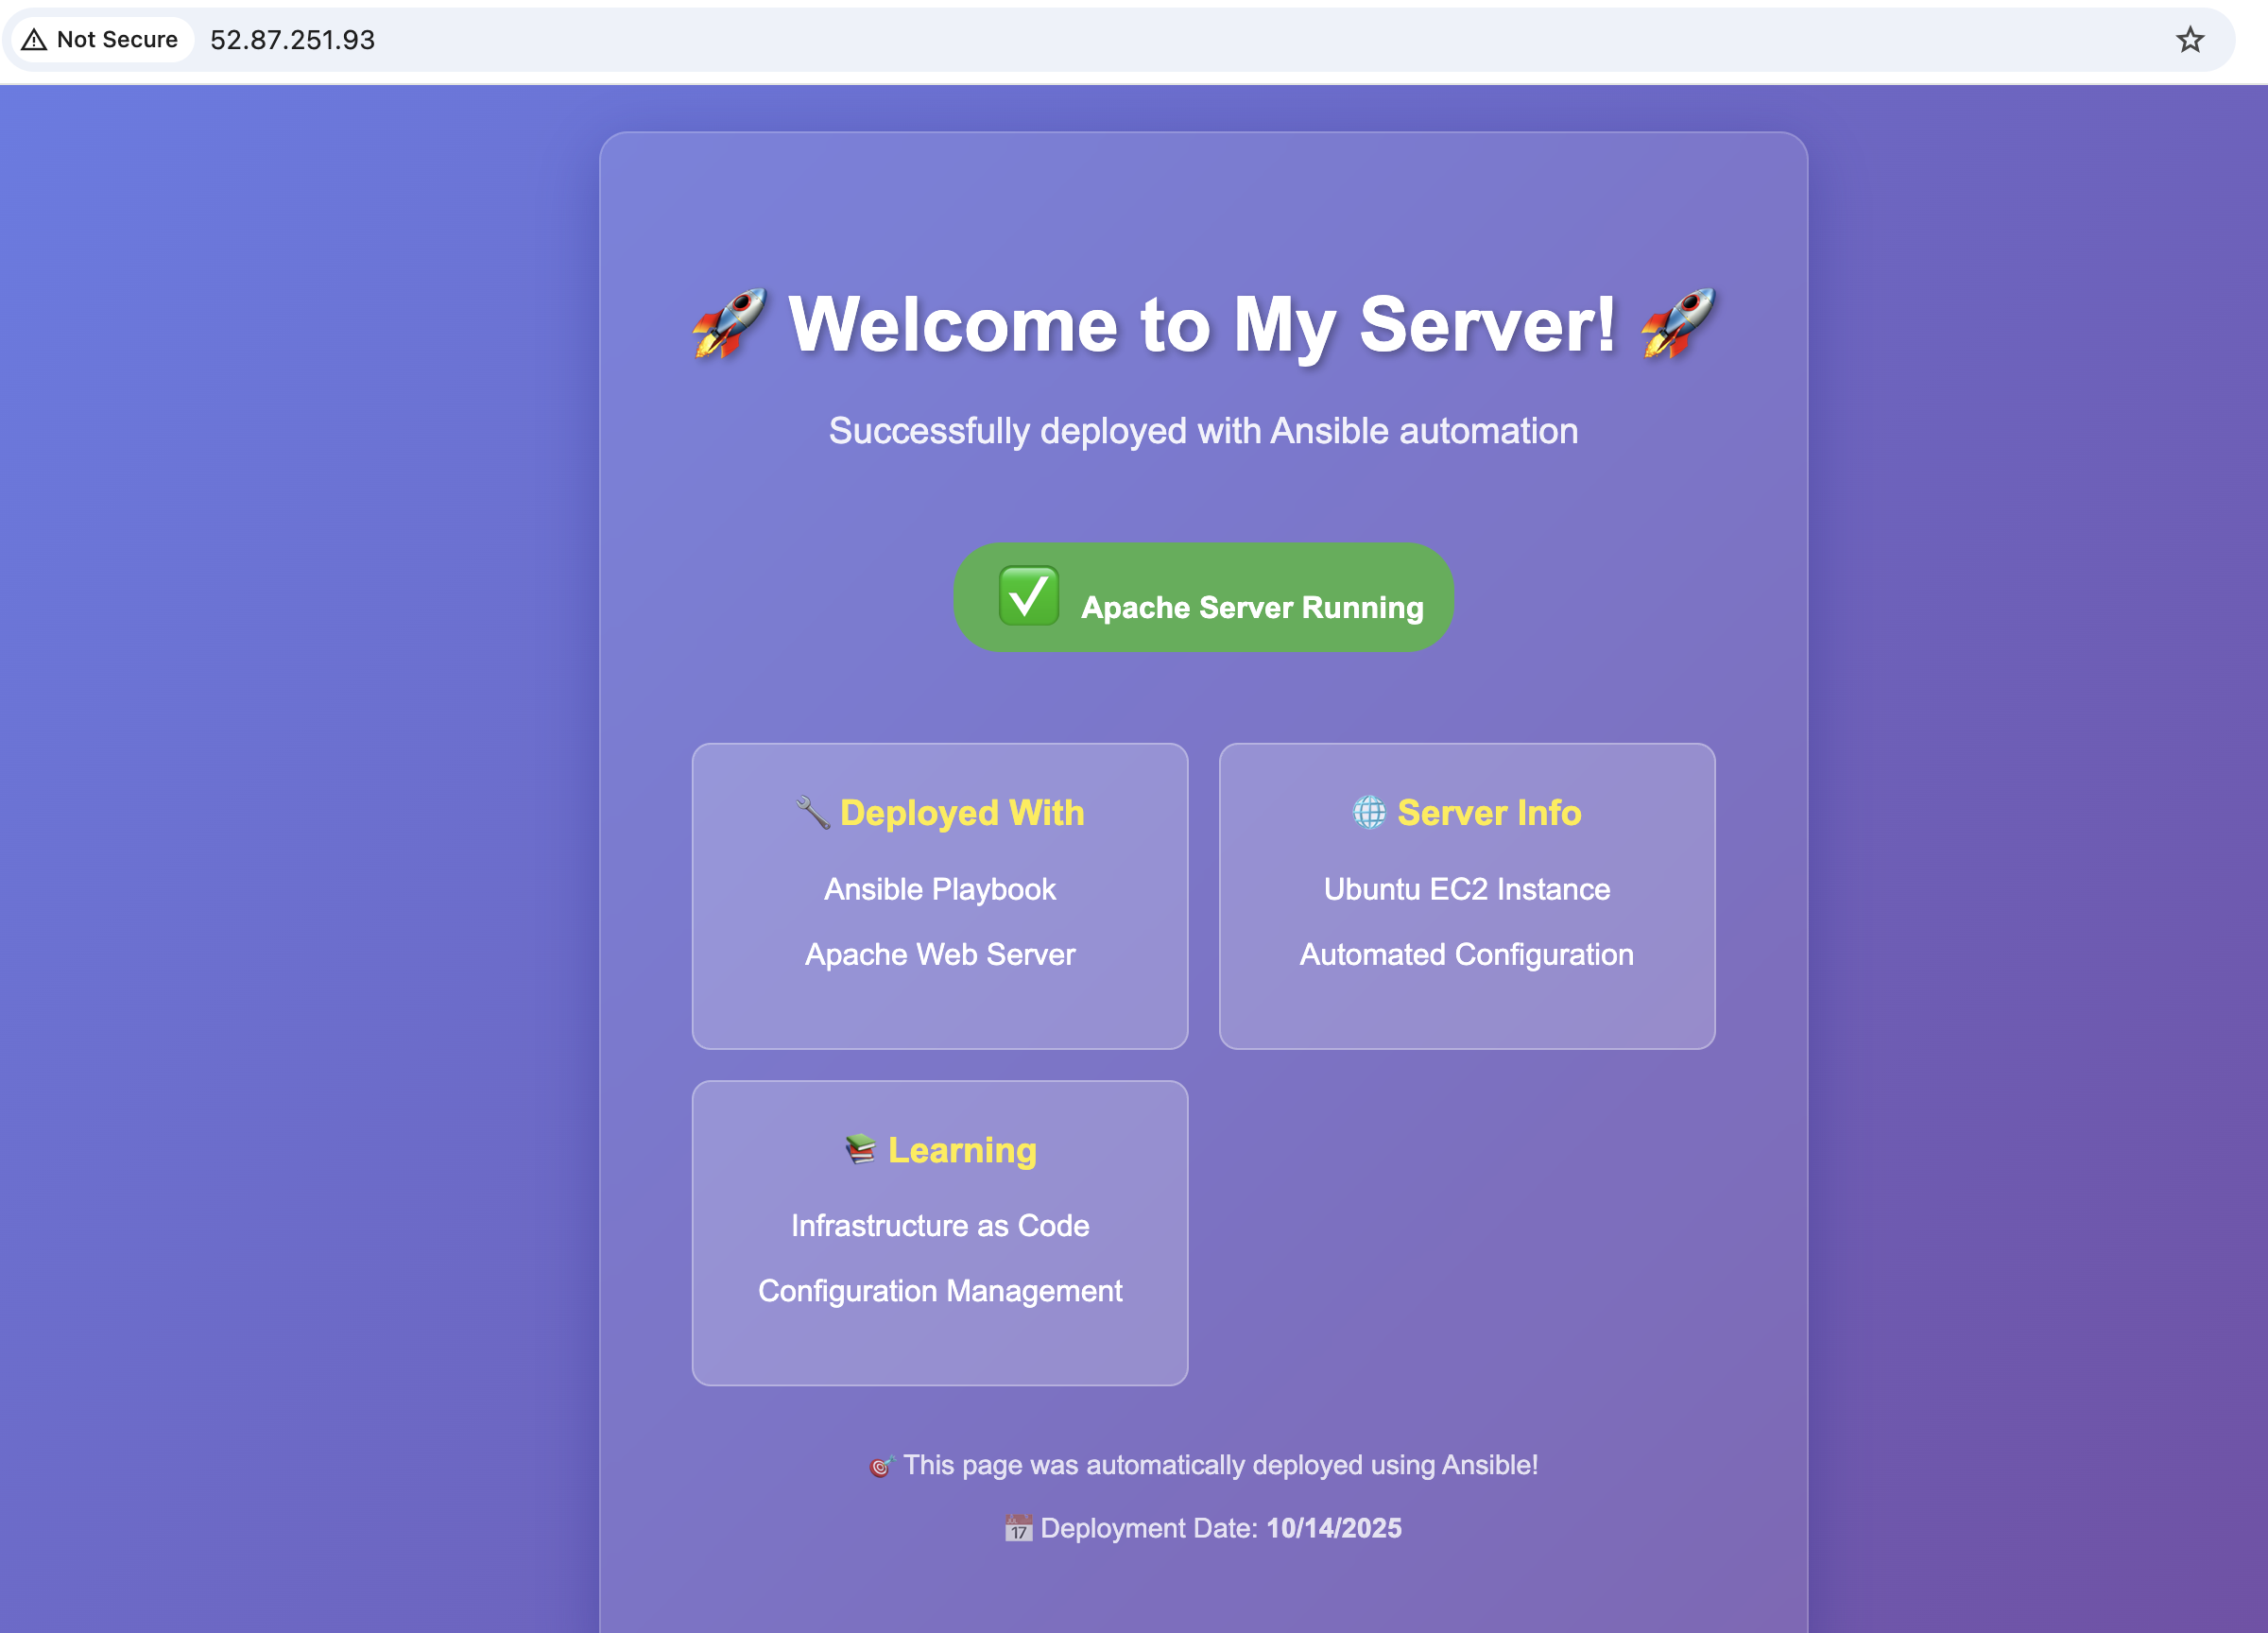 Not Secure 52.87.251.93
🚀 Welcome to My Server! 🚀
Successfully deployed with Ansible automation
✅ Apache Server Running
🔧 Deployed With
Ansible Playbook
Apache Web Server
🌐 Server Info
Ubuntu EC2 Instance
Automated Configuration
📚 Learning
Infrastructure as Code
Configuration Management
🎯 This page was automatically deployed using Ansible!
📅 Deployment Date: 10/14/2025